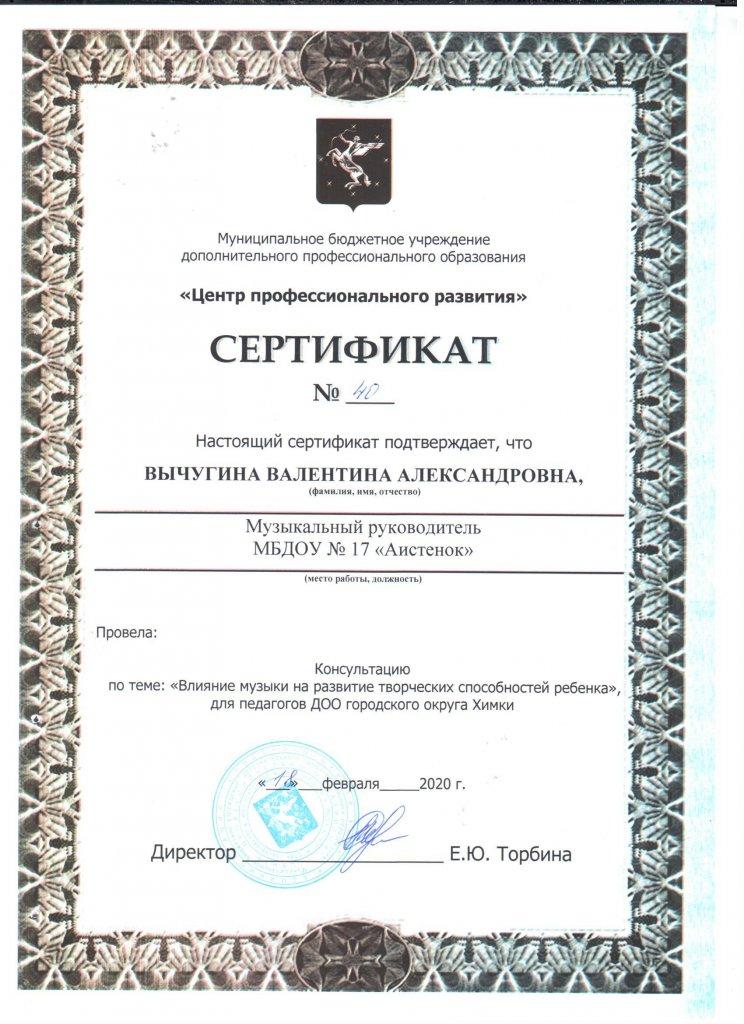 Муниципальное бюджетное учреждение
дополнительного профессионального образования
«Центр профессионального развития»
СЕРТИФИКАТ
№ 40
Настоящий сертификат подтверждает, что
ВЫЧУГИНА ВАЛЕНТИНА АЛЕКСАНДРОВНА,
(фамилия, имя, отчество)
Музыкальный руководитель
МБДОУ № 17 «Аистенок»
(место работы, должность)
Провела:
Консультацию
по теме: «Влияние музыки на развитие творческих способностей ребенка»,
для педагогов ДОО городского округа Химки
«18» февраля 2020 г.
Директор Е.Ю. Торбина